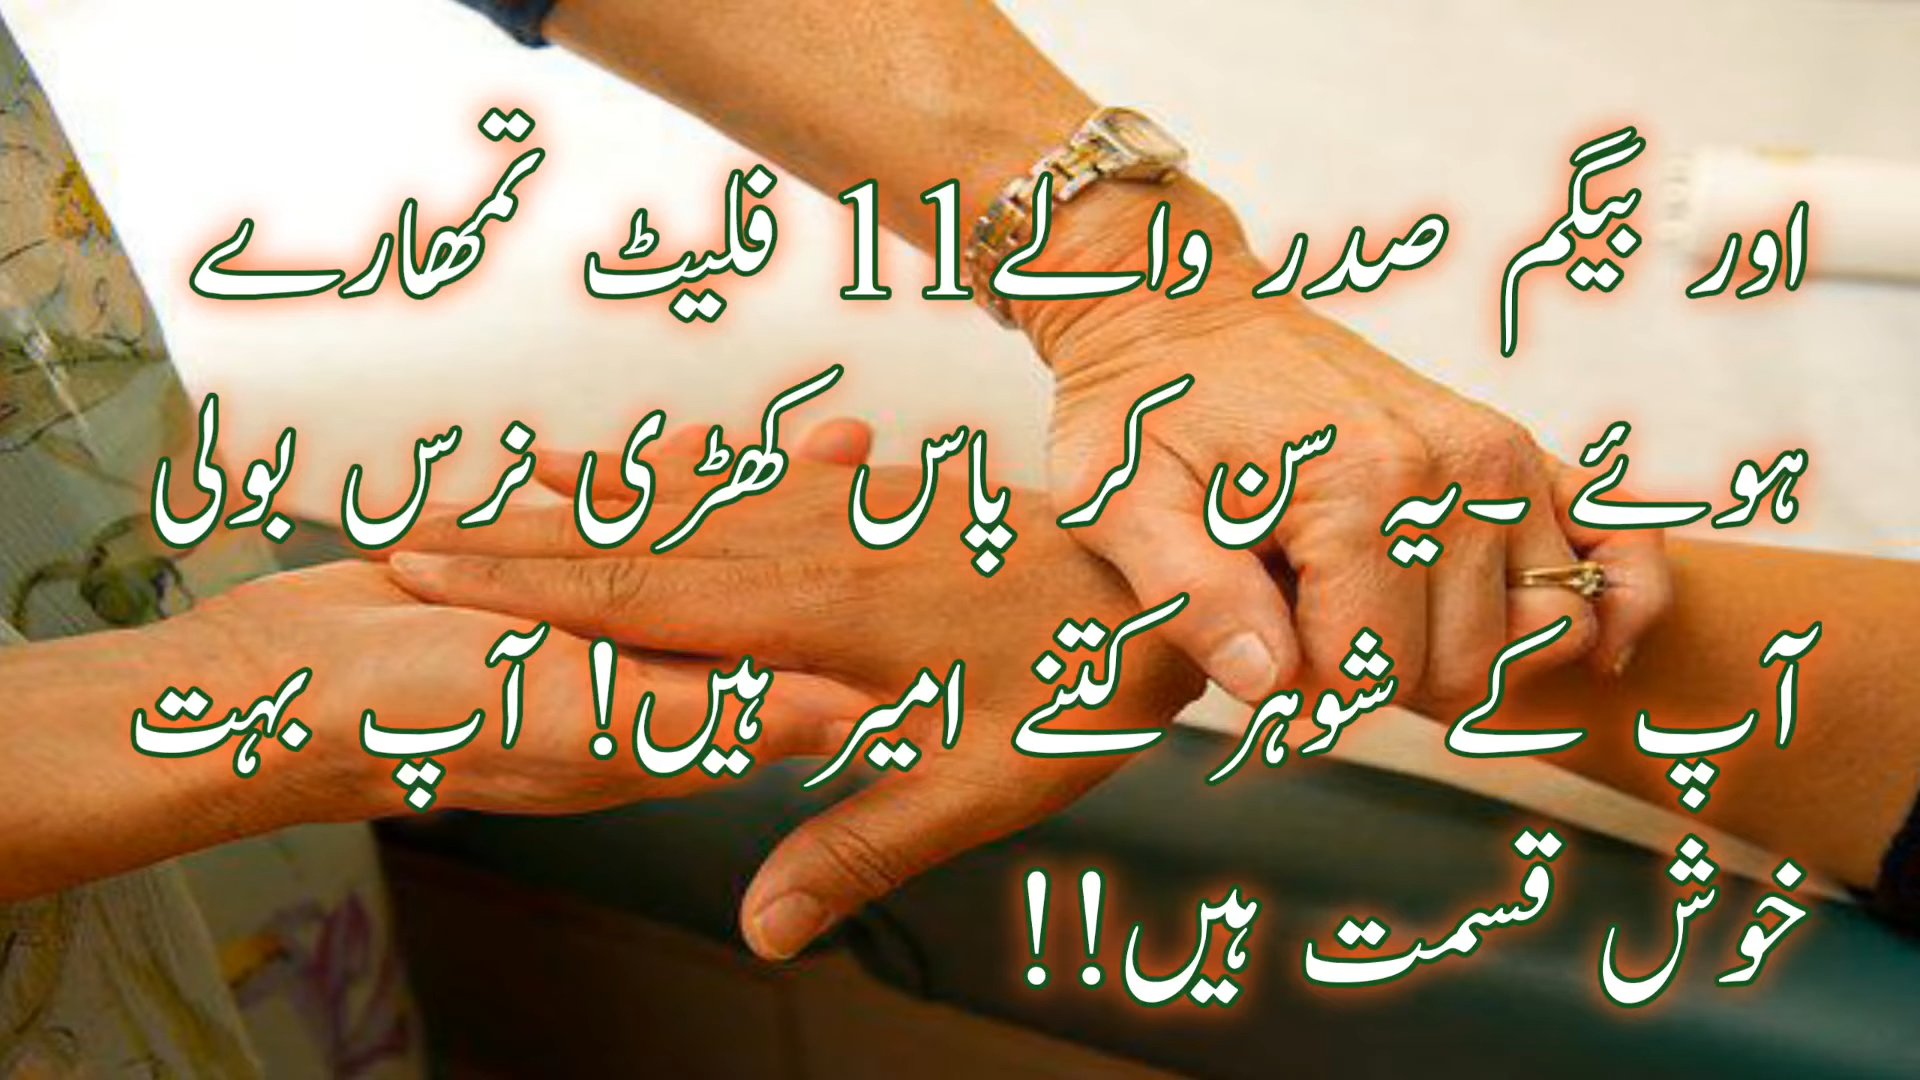 اور بیگم صدر والے 11 فلیٹ تمھارے
ہوئے ۔یہ سن کر پاس کھڑی نرس بولی
آپ کے شوہر کتنے امیر ہیں! آپ بہت
خوش قسمت ہیں!!